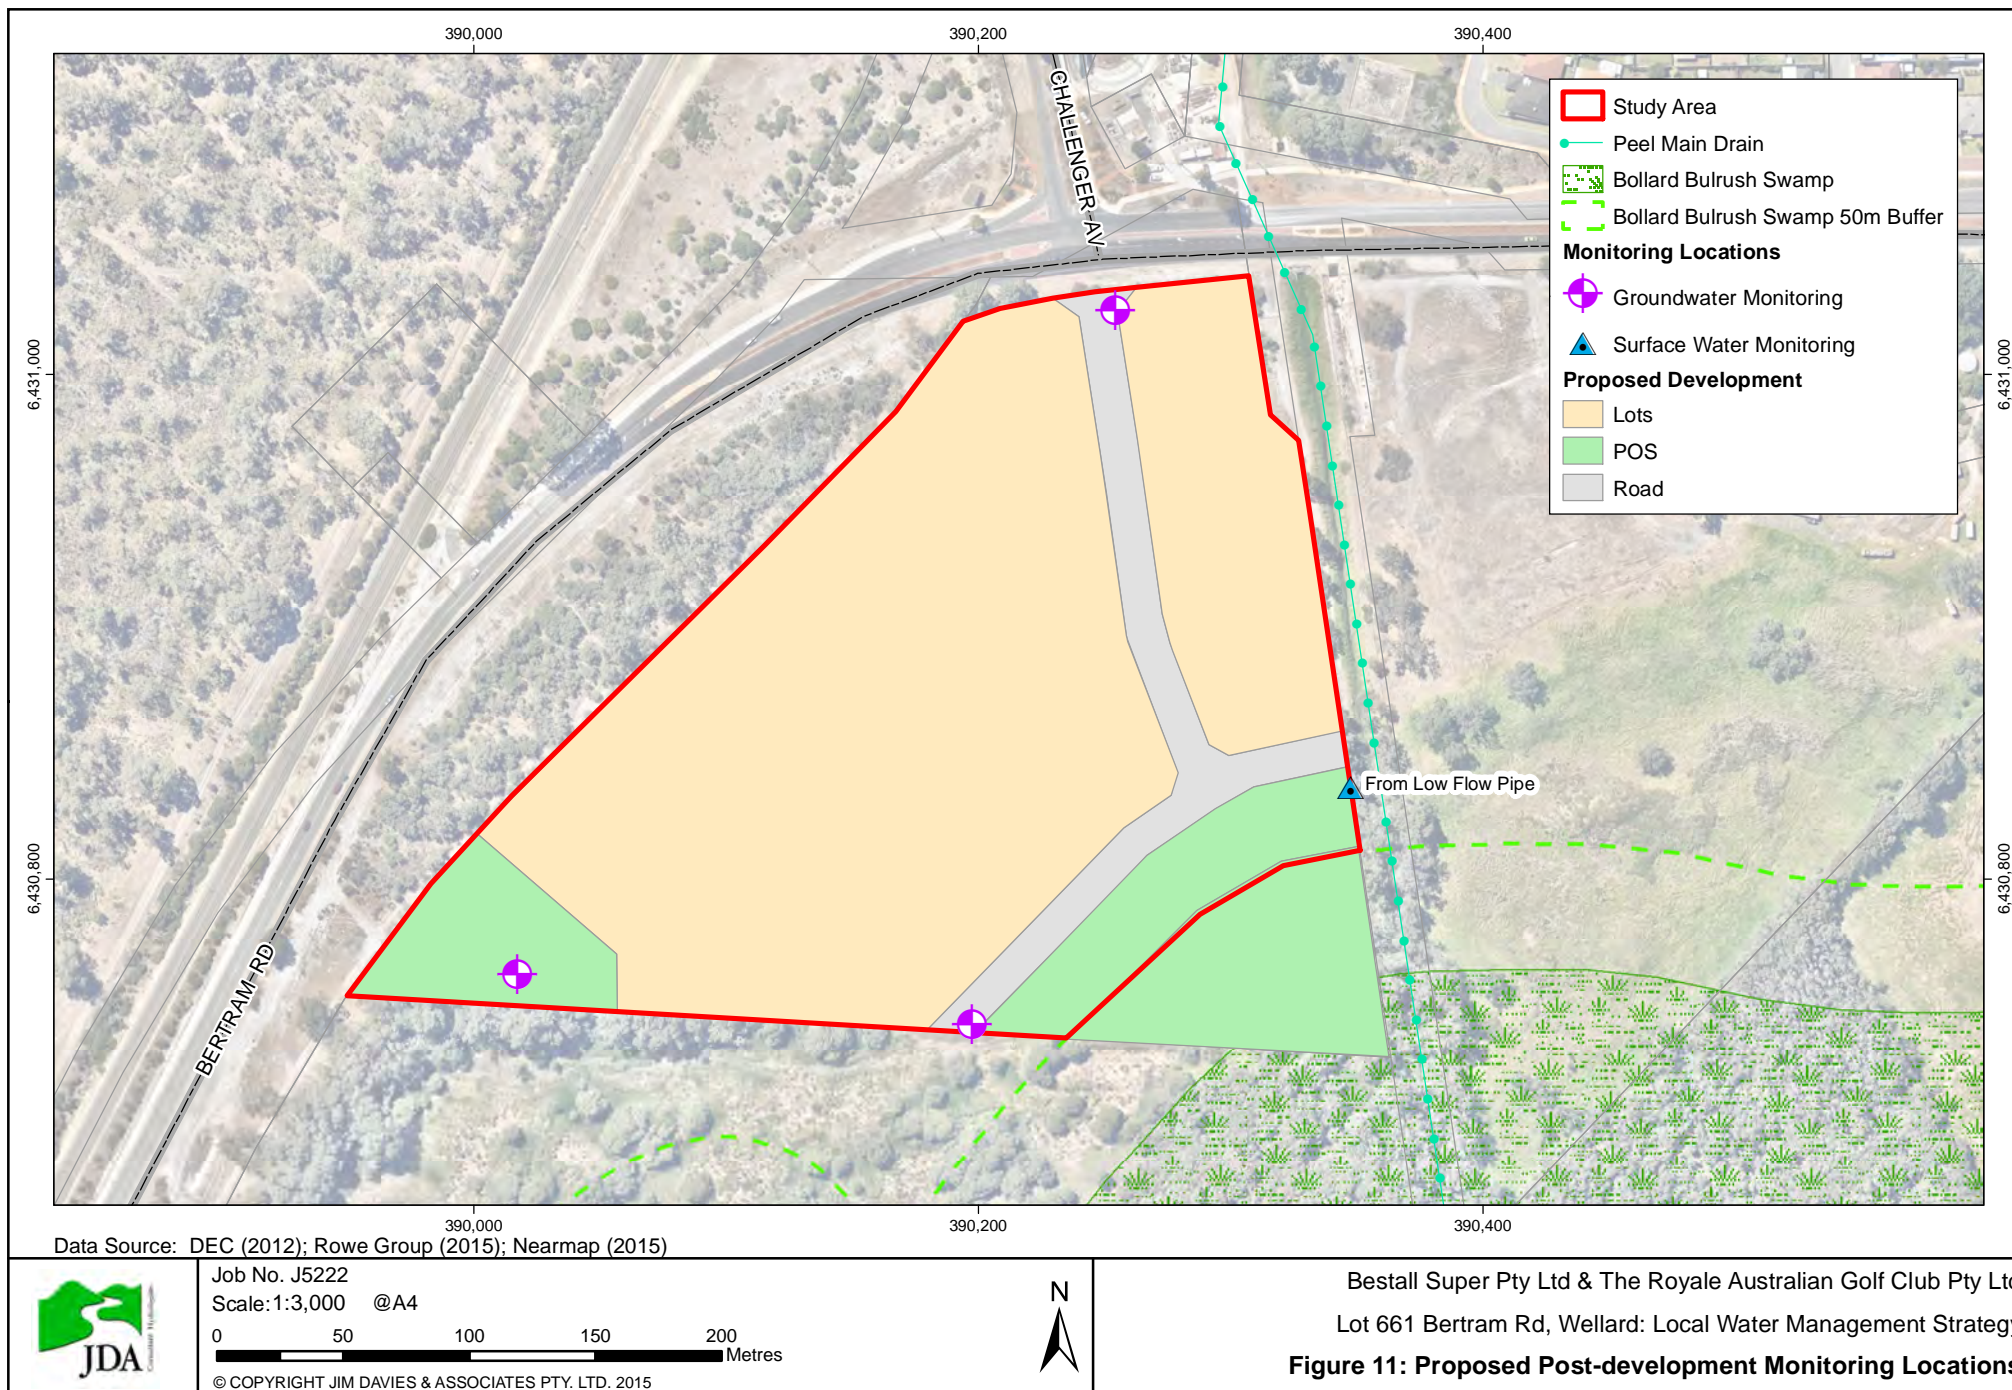 390,000
390,200
390,400
CHALLENGER AV
Study Area
Peel Main Drain
Bollard Bulrush Swamp
Bollard Bulrush Swamp 50m Buffer
Monitoring Locations
Groundwater Monitoring
Surface Water Monitoring
Proposed Development
Lots
POS
Road
6,431,000
6,431,000
From Low Flow Pipe
6,430,800
6,430,800
BERTRAM RD
390,000
390,200
390,400
Data Source: DEC (2012); Rowe Group (2015); Nearmap (2015)
JDA
Consultant Hydrologists
Job No. J5222
Scale:1:3,000 @A4
0 50 100 150 200
Metres
© COPYRIGHT JIM DAVIES & ASSOCIATES PTY. LTD. 2015
N
Bestall Super Pty Ltd & The Royale Australian Golf Club Pty Ltd
Lot 661 Bertram Rd, Wellard: Local Water Management Strategy
Figure 11: Proposed Post-development Monitoring Locations